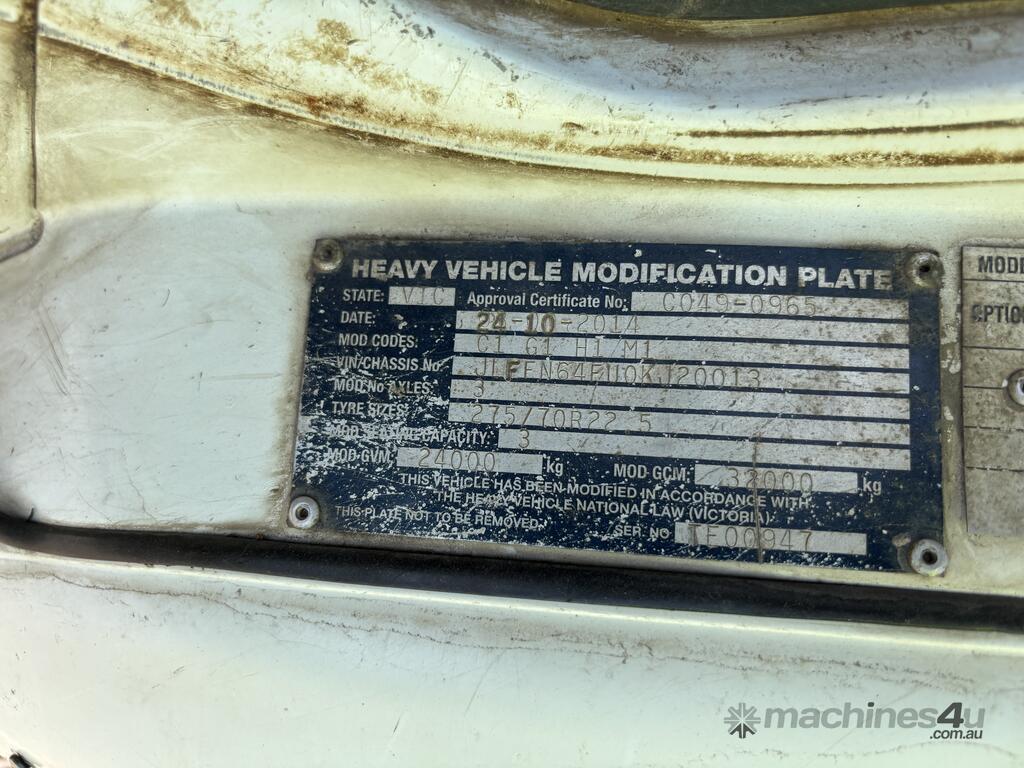 HEAVY VEHICLE MODIFICATION PLATE
STATE: VIC Approval Certificate No: C049-0965
DATE: 24-10-2014
MOD CODES: C1 G1 H1 M1
VIN/CHASSIS No:
MOD.No AXLES: 3
TYRE SIZES: 275/70R22.5
MOD SEATING CAPACITY: 3
MOD GVM: 24000 kg MOD GCM: 32000 kg
THIS VEHICLE HAS BEEN MODIFIED IN ACCORDANCE WITH
THE HEAVY VEHICLE NATIONAL LAW (VICTORIA).
THIS PLATE NOT TO BE REMOVED. SER. NO TF00947
machines4u
.com.au